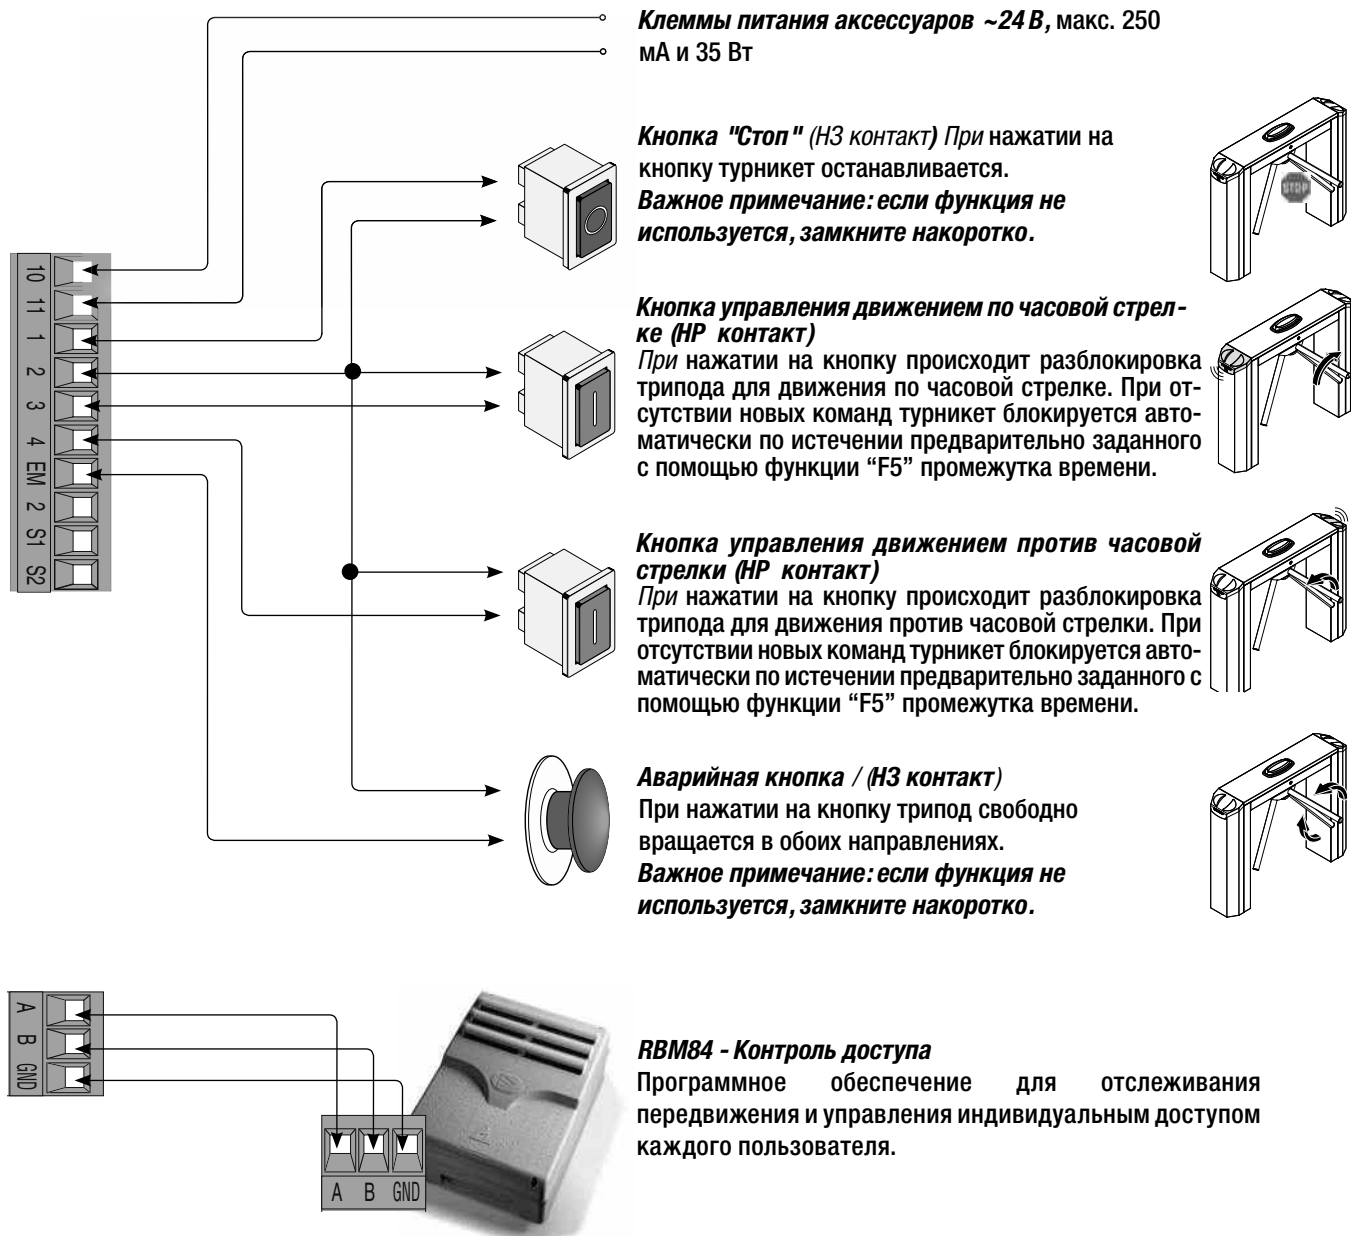 Клеммы питания аксессуаров ~24 В, макс. 250
мА и 35 Вт
Кнопка "Стоп" (НЗ контакт) При нажатии на
кнопку турникет останавливается.
Важное примечание: если функция не
используется, замкните накоротко.
STOP
10
11
1
2
3
4
EM
2
S1
S2
Кнопка управления движением по часовой стрел-
ке (НР контакт)
При нажатии на кнопку происходит разблокировка
трипода для движения по часовой стрелке. При от-
сутствии новых команд турникет блокируется авто-
матически по истечении предварительно заданного
с помощью функции “F5” промежутка времени.
Кнопка управления движением против часовой
стрелки (НР контакт)
При нажатии на кнопку происходит разблокировка
трипода для движения против часовой стрелки. При
отсутствии новых команд турникет блокируется авто-
матически по истечении предварительно заданного с
помощью функции “F5” промежутка времени.
Аварийная кнопка / (НЗ контакт)
При нажатии на кнопку трипод свободно
вращается в обоих направлениях.
Важное примечание: если функция не
используется, замкните накоротко.
A
B
GND
A B GND
RBM84 - Контроль доступа
Программное обеспечение для отслеживания
передвижения и управления индивидуальным доступом
каждого пользователя.